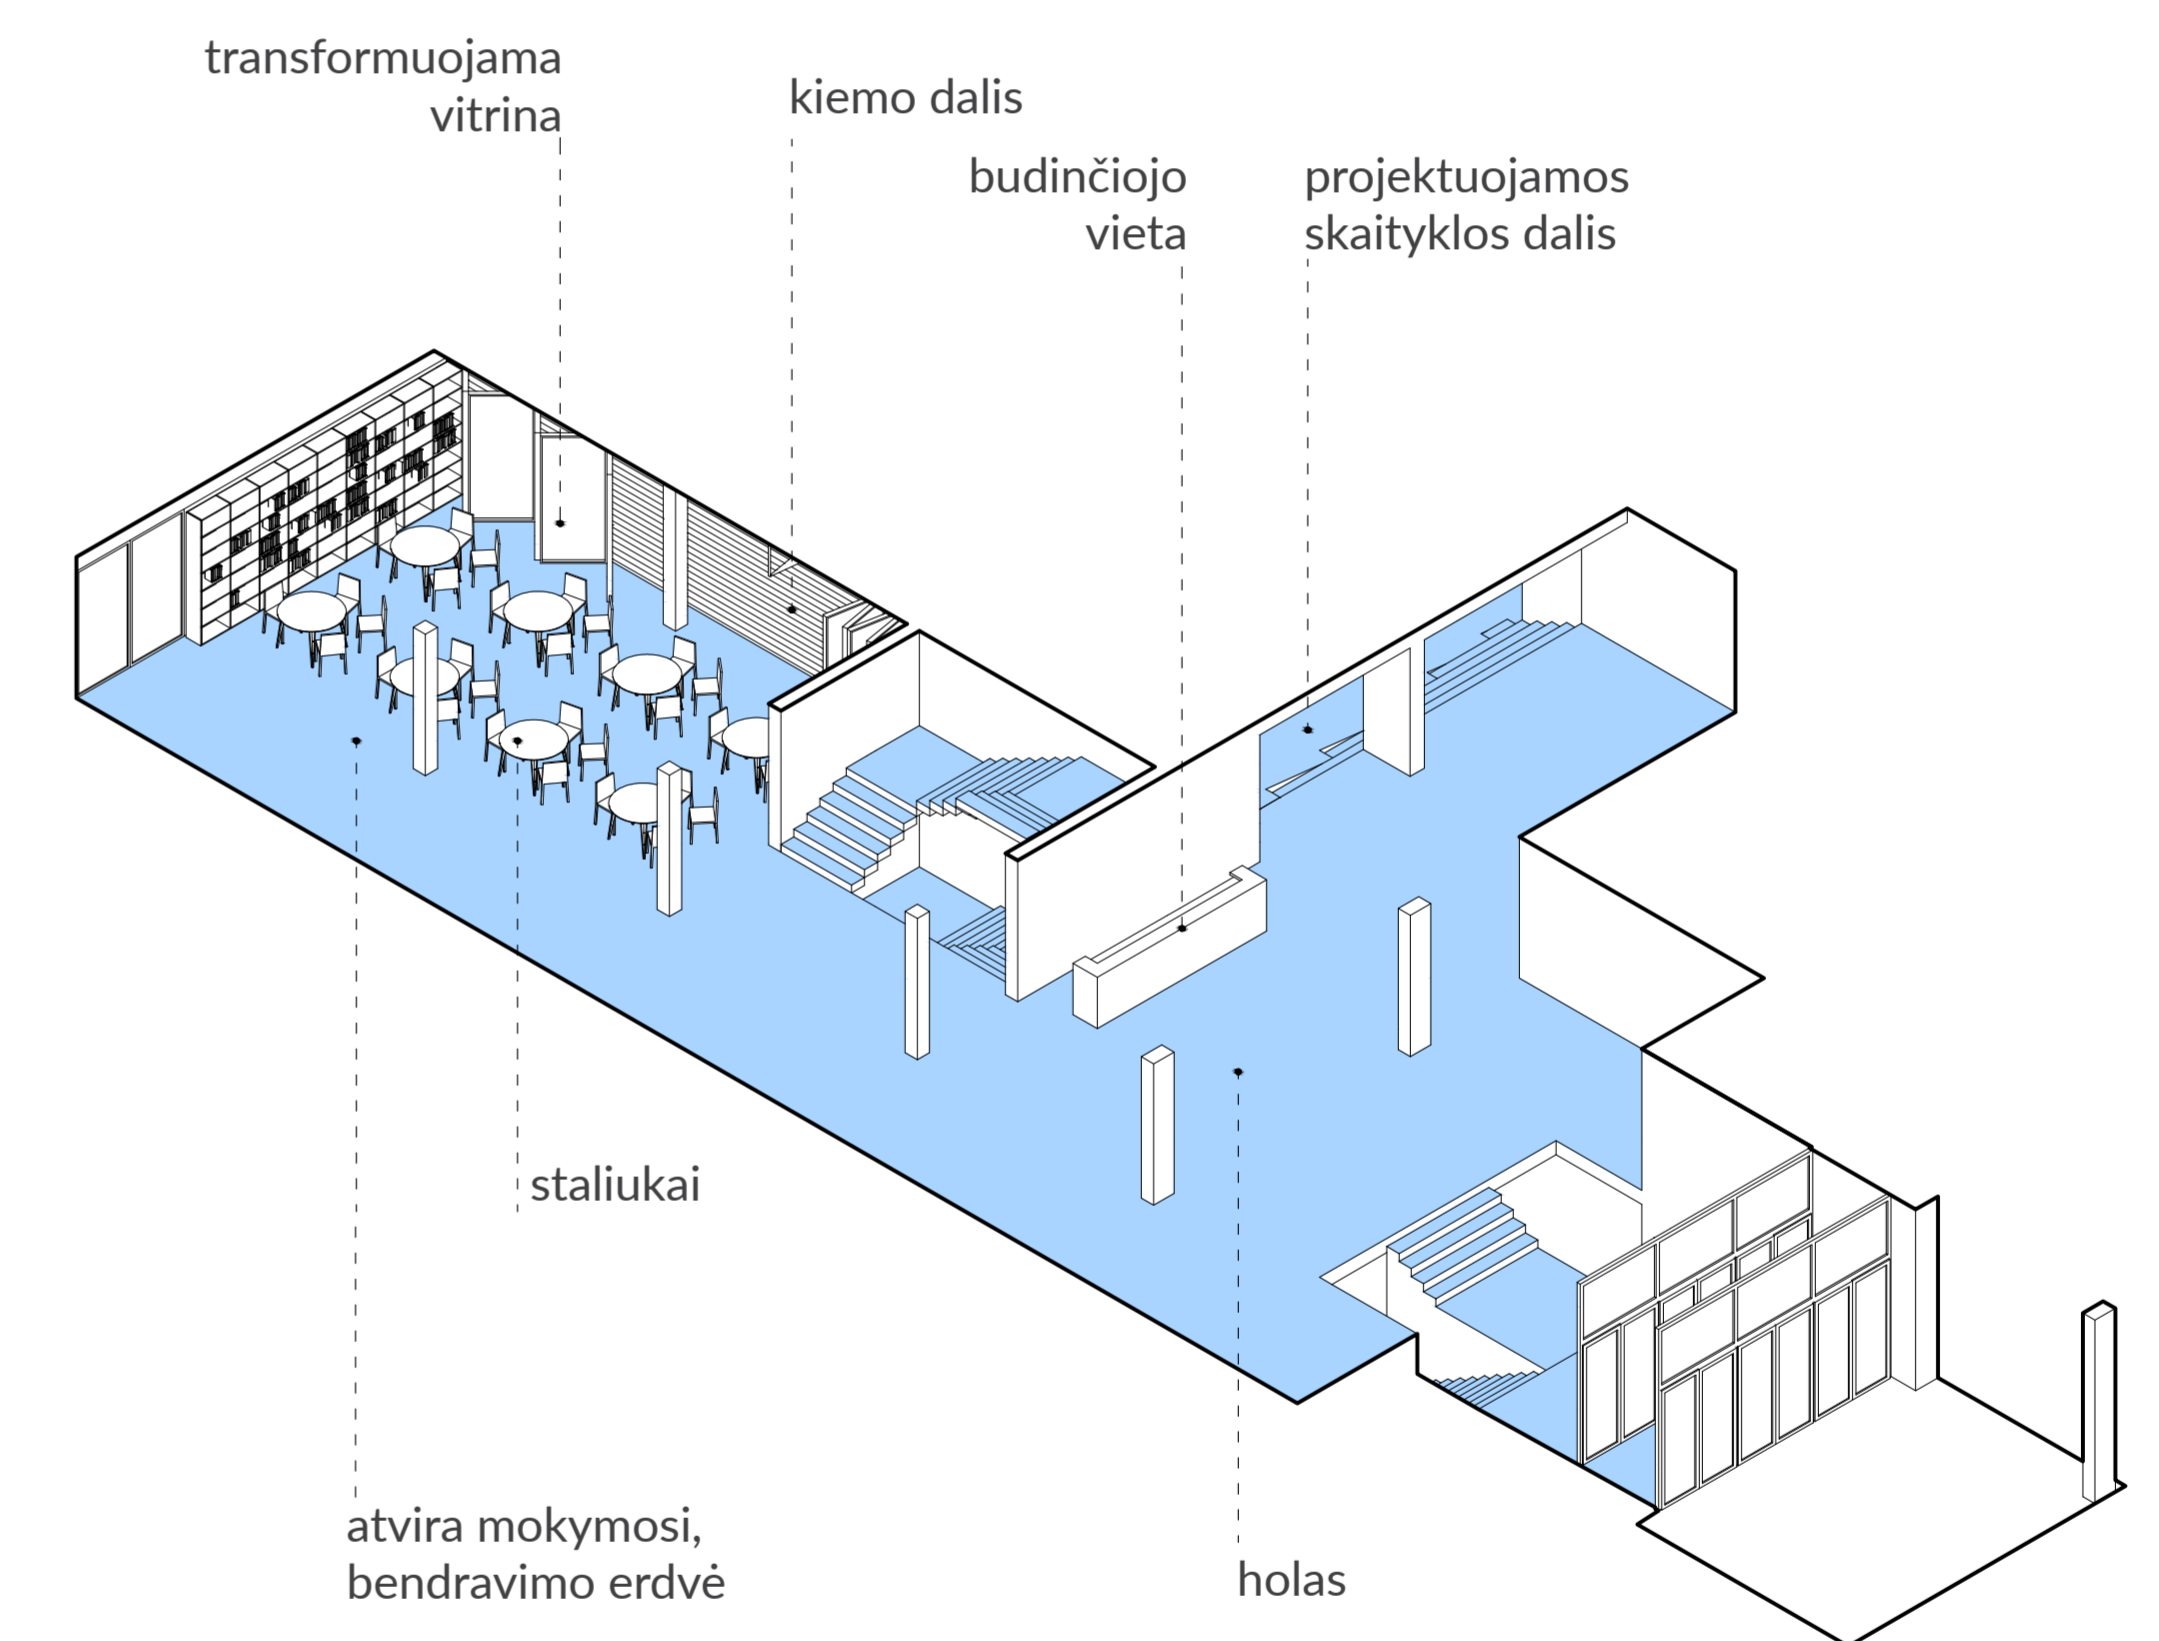 transformuojama
vitrina
kiemo dalis
budinčiojo
vieta
projektuojamos
skaityklos dalis
staliukai
atvira mokymosi,
bendravimo erdvė
holas